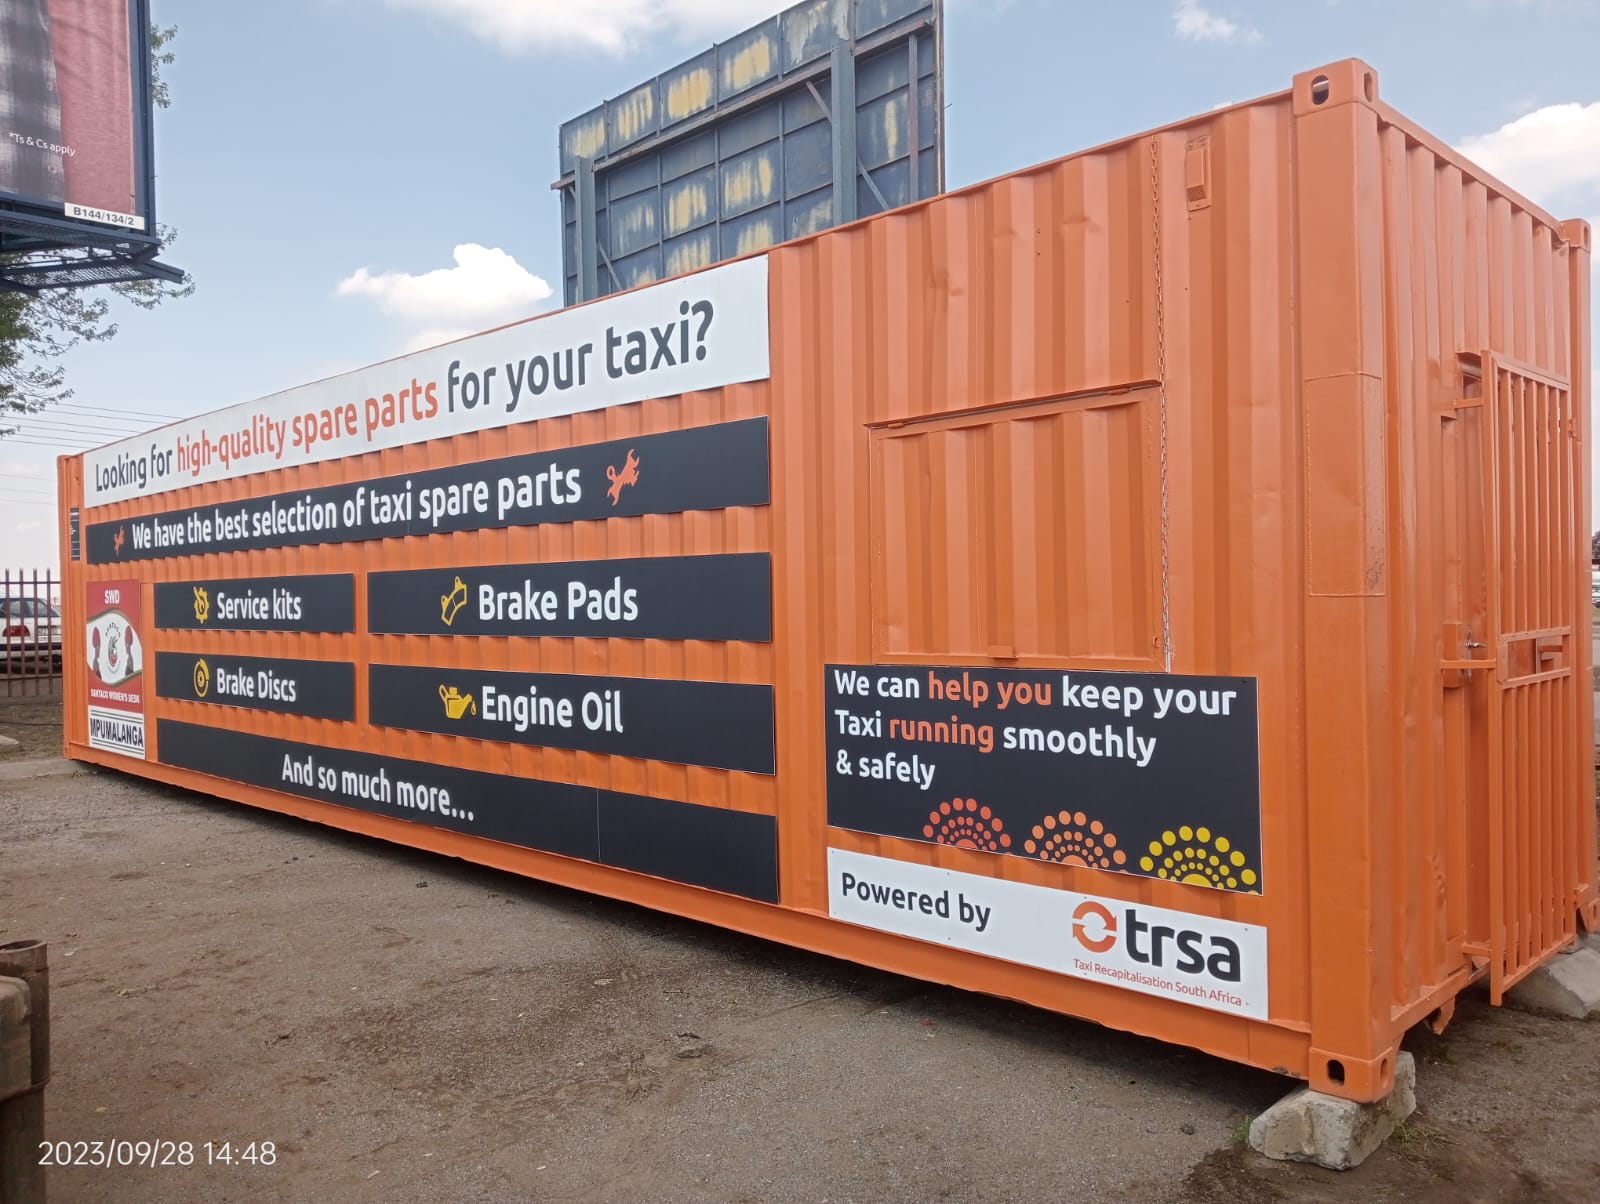 *Ts & Cs apply
B144/134/2
Looking for high-quality spare parts for your taxi?
We have the best selection of taxi spare parts
Service kits
Brake Pads
Brake Discs
Engine Oil
And so much more...
SWD
SANTACO WOMEN'S DESK
MPUMALANGA
We can help you keep your
Taxi running smoothly
& safely
Powered by
trsa
Taxi Recapitalisation South Africa
2023/09/28 14:48